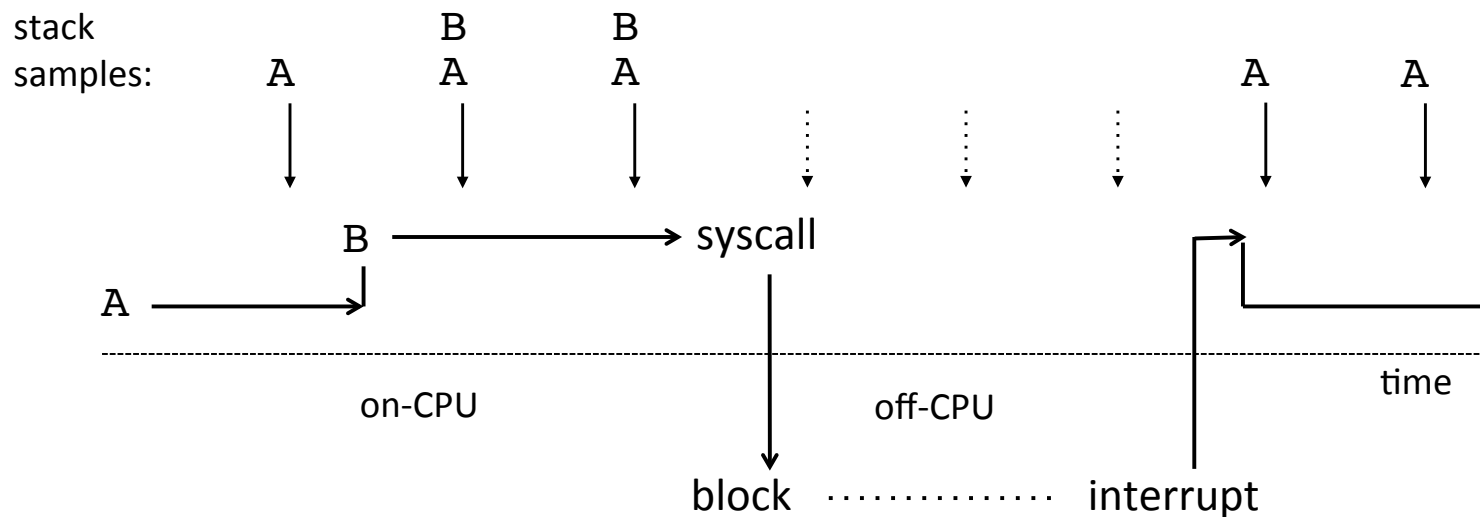 stack B B
samples: A A A A A
B syscall
A
time
on-CPU off-CPU
block interrupt